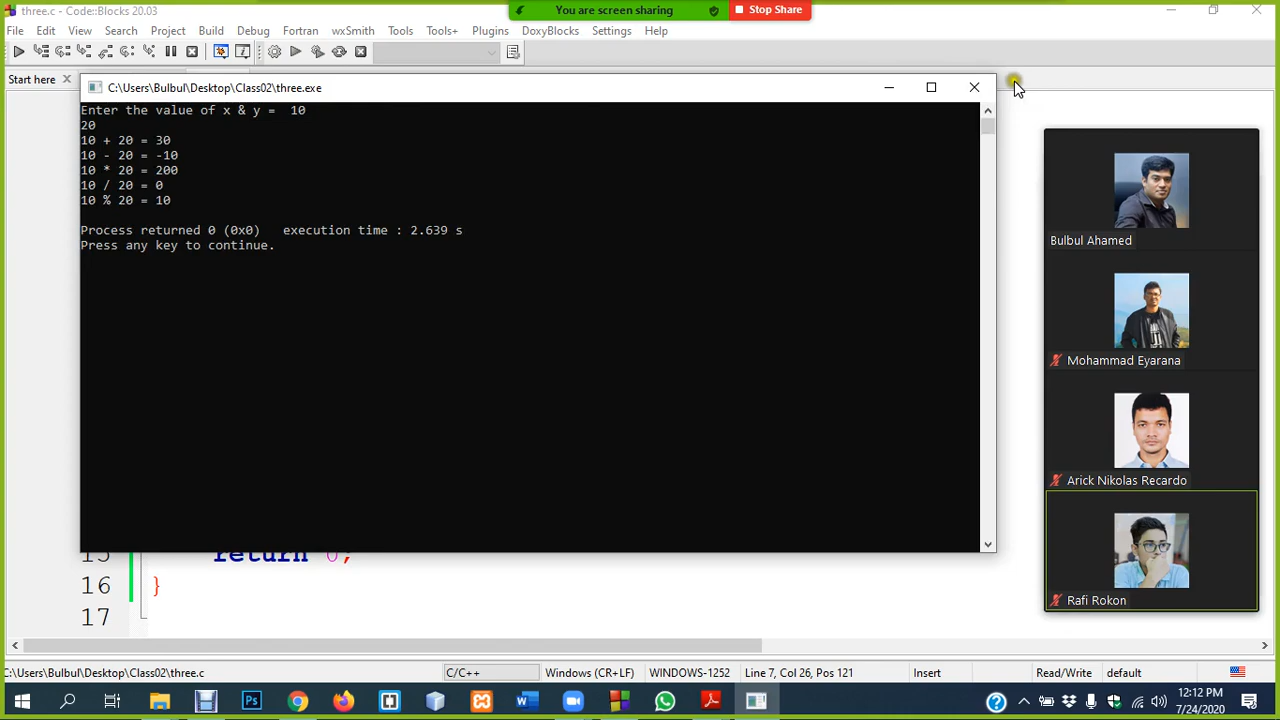 three.c - Code::Blocks 20.03
You are screen sharing
Stop Share
File Edit View Search Project Build Debug Fortran wxSmith Tools Tools+ Plugins DoxyBlocks Settings Help
Start here
C:\Users\Bulbul\Desktop\Class02\three.exe
Enter the value of x & y =  10
20
10 + 20 = 30
10 - 20 = -10
10 * 20 = 200
10 / 20 = 0
10 % 20 = 10
Process returned 0 (0x0)   execution time : 2.639 s
Press any key to continue.
Bulbul Ahamed
Mohammad Eyarana
Arick Nikolas Recardo
Rafi Rokon
15 return 0;
16 }
17
C:\Users\Bulbul\Desktop\Class02\three.c C/C++ Windows (CR+LF) WINDOWS-1252 Line 7, Col 26, Pos 121 Insert Read/Write default
12:12 PM
7/24/2020